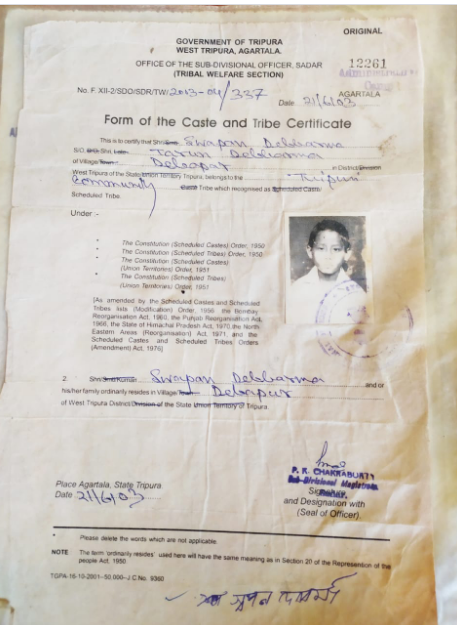 ORIGINAL
GOVERNMENT OF TRIPURA
WEST TRIPURA, AGARTALA.
OFFICE OF THE SUB-DIVISIONAL OFFICER, SADAR
(TRIBAL WELFARE SECTION)
12261
No. F. XII-2/SDO/SDR/TW/2003-04/337
AGARTALA
Date 21/6/03
Form of the Caste and Tribe Certificate
This is to certify that Shri Swapan Debbarma
S/O, Shri, Tarun Debbarma
of Village Town Debrapur in District/Division
West Tripura of the State/Union Territory Tripura, belongs to the Tripuri
Community Caste Tribe which recognised as Scheduled Caste
Scheduled Tribe.
Under :-
* The Constitution (Scheduled Castes) Order, 1950
* The Constitution (Scheduled Tribes) Order, 1950
* The Constitution (Scheduled Castes)
(Union Territories) Order, 1951
* The Constitution (Scheduled Tribes)
(Union Territories) Order, 1951
[As amended by the Scheduled Castes and Scheduled
Tribes lists (Modification) Order, 1956 the Bombay
Reorganisation Act, 1960, the Punjab Reorganisation Act,
1966, the State of Himachal Pradesh Act, 1970, the North
Eastern Areas (Reorganisation) Act, 1971, and the
Scheduled Castes and Scheduled Tribes Orders
(Amendment) Act, 1976]
2. Shri Swapan Debbarma and or
his/her family ordinarily resides in Village Debrapur
of West Tripura District/Division of the State Union Territory of Tripura.
P. R. CHAKRABURTY
Sub-Divisional Magistrate
Sadar.
Place Agartala, State Tripura.
Date 21/6/03
and Designation with
(Seal of Officer).
* Please delete the words which are not applicable.
NOTE The term 'ordinarily resides' used here will have the same meaning as in Section 20 of the Represention of the
people Act, 1950
TGPA-16-10-2001-50,000-J.C.No. 9360
স্বপন দেববর্মা